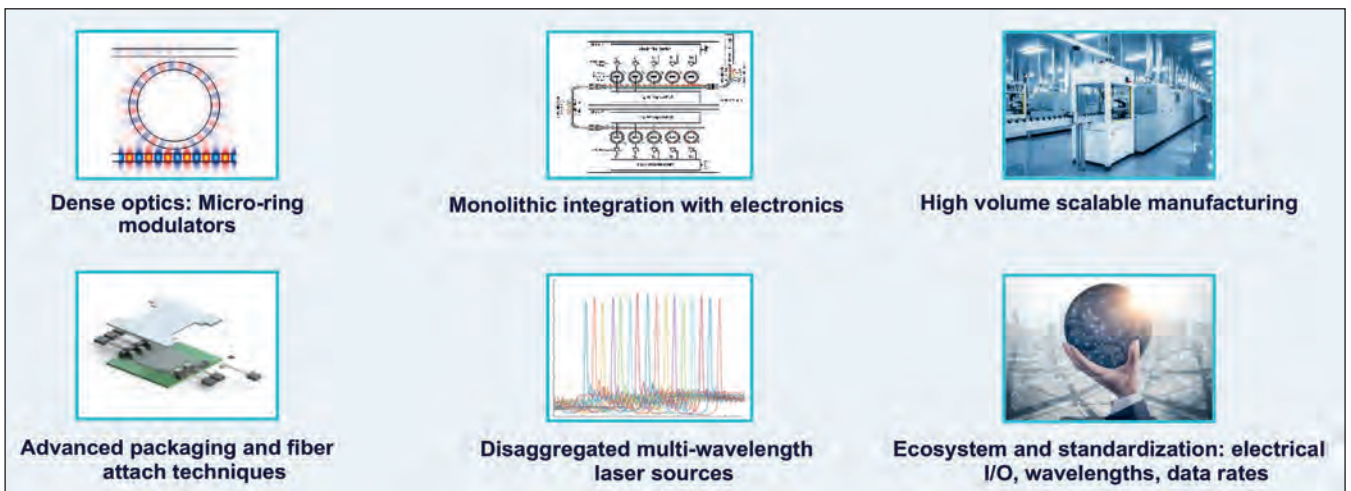 Dense optics: Micro-ring
modulators
Monolithic integration with electronics
High volume scalable manufacturing
Advanced packaging and fiber
attach techniques
Disaggregated multi-wavelength
laser sources
Ecosystem and standardization: electrical
I/O, wavelengths, data rates